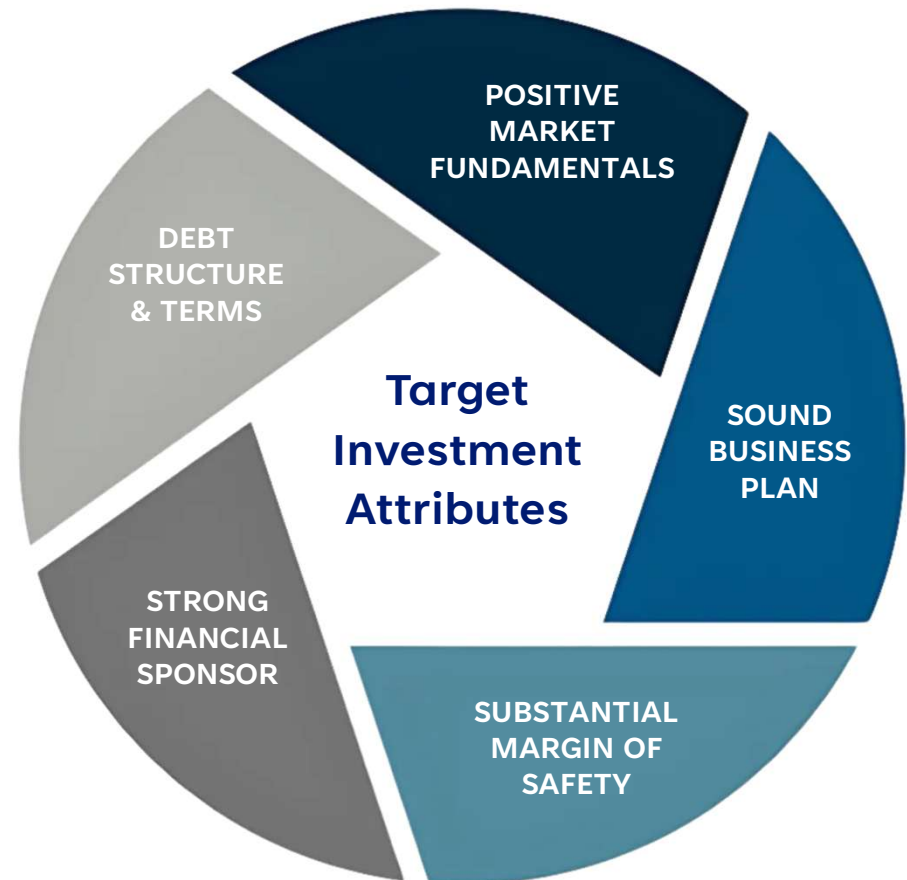 POSITIVE
MARKET
FUNDAMENTALS
SOUND
BUSINESS
PLAN
SUBSTANTIAL
MARGIN OF
SAFETY
STRONG
FINANCIAL
SPONSOR
DEBT
STRUCTURE
& TERMS
Target
Investment
Attributes